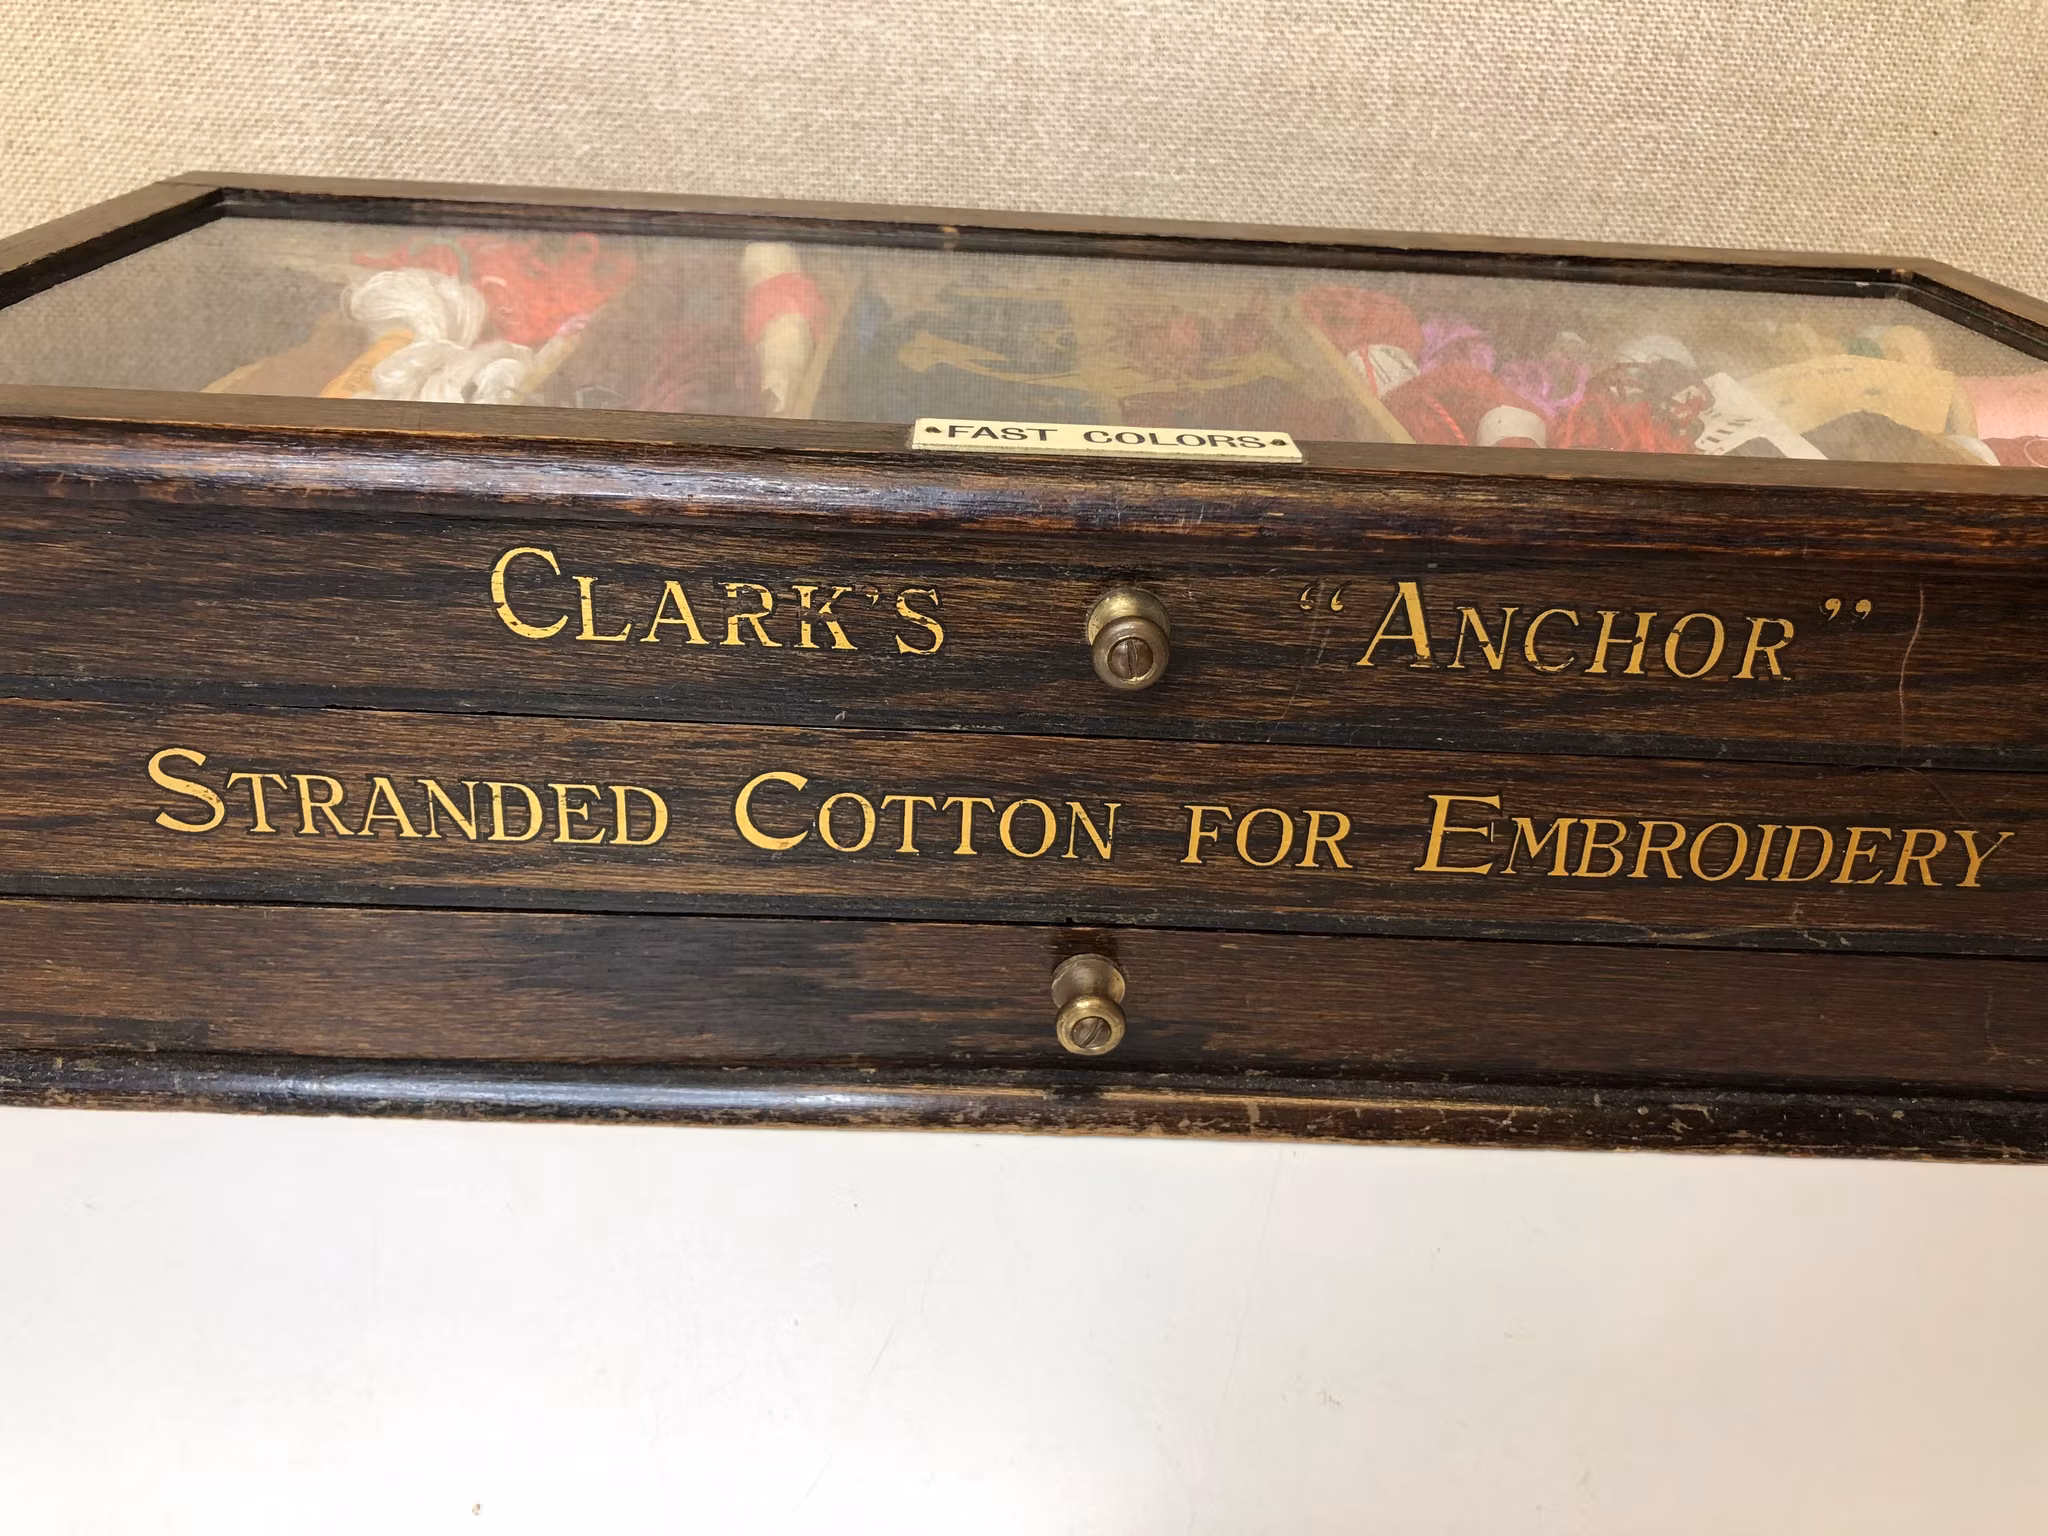 FAST COLORS
CLARK'S “ANCHOR”
STRANDED COTTON FOR EMBROIDERY